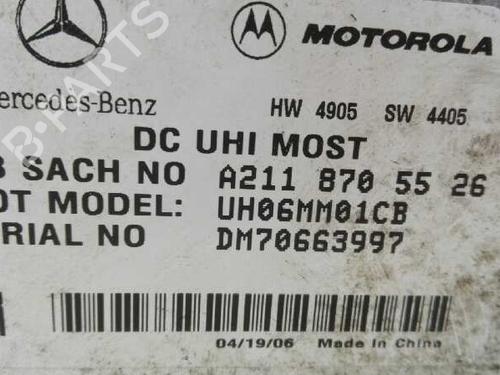 MOTOROLA
ercedes-Benz
HW 4905 SW 4405
DC UHI MOST
B SACH NO A211 870 55 26
OT MODEL: UH06MM01CB
RIAL NO DM70663997
04/19/06 Made in China
B-PARTS